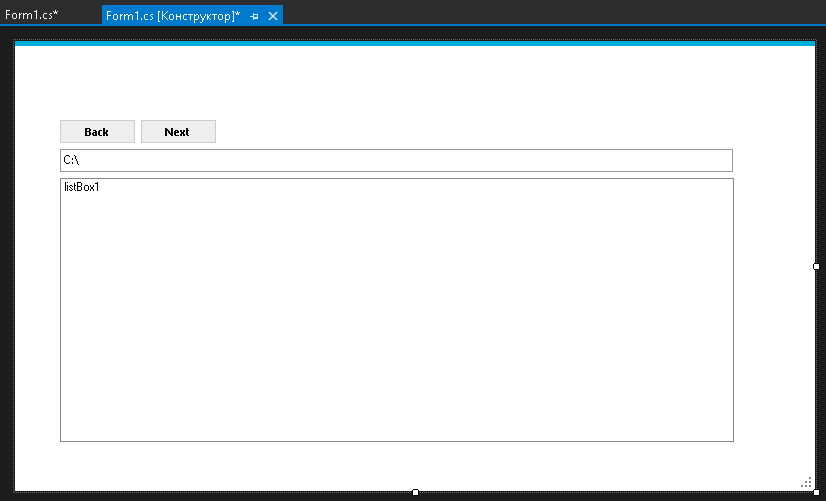 Form1.cs*
Form1.cs [Конструктор]*
Back
Next
C:\
listBox1